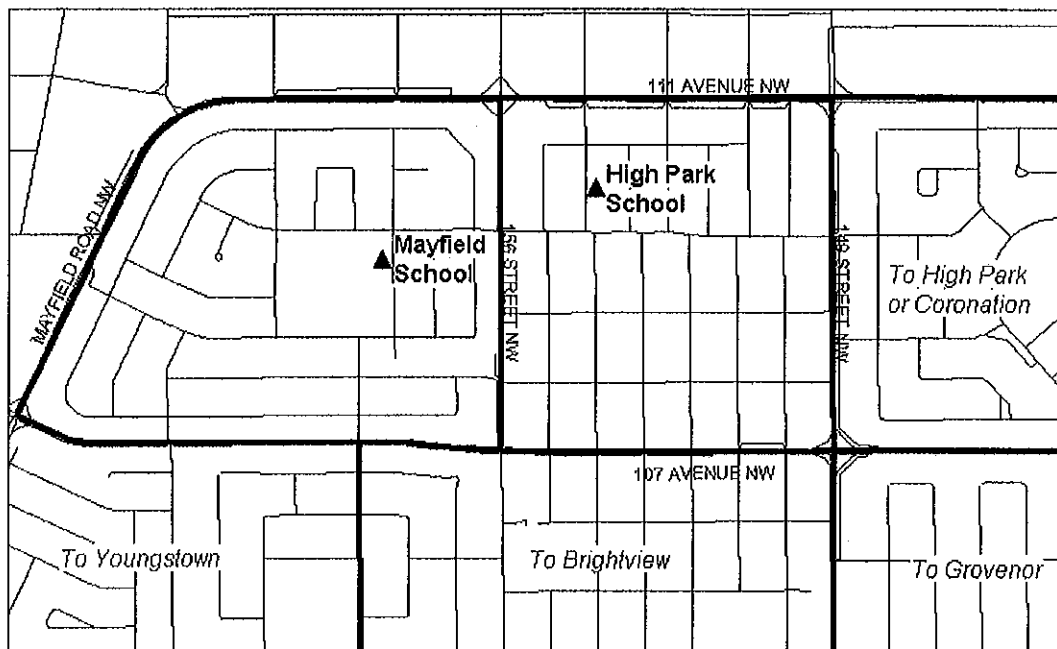 111 AVENUE NW
High Park
School
MAYFIELD ROAD NW
Mayfield
School
156 STREET NW
149 STREET NW
To High Park
or Coronation
107 AVENUE NW
To Youngstown
To Brightview
To Grovenor